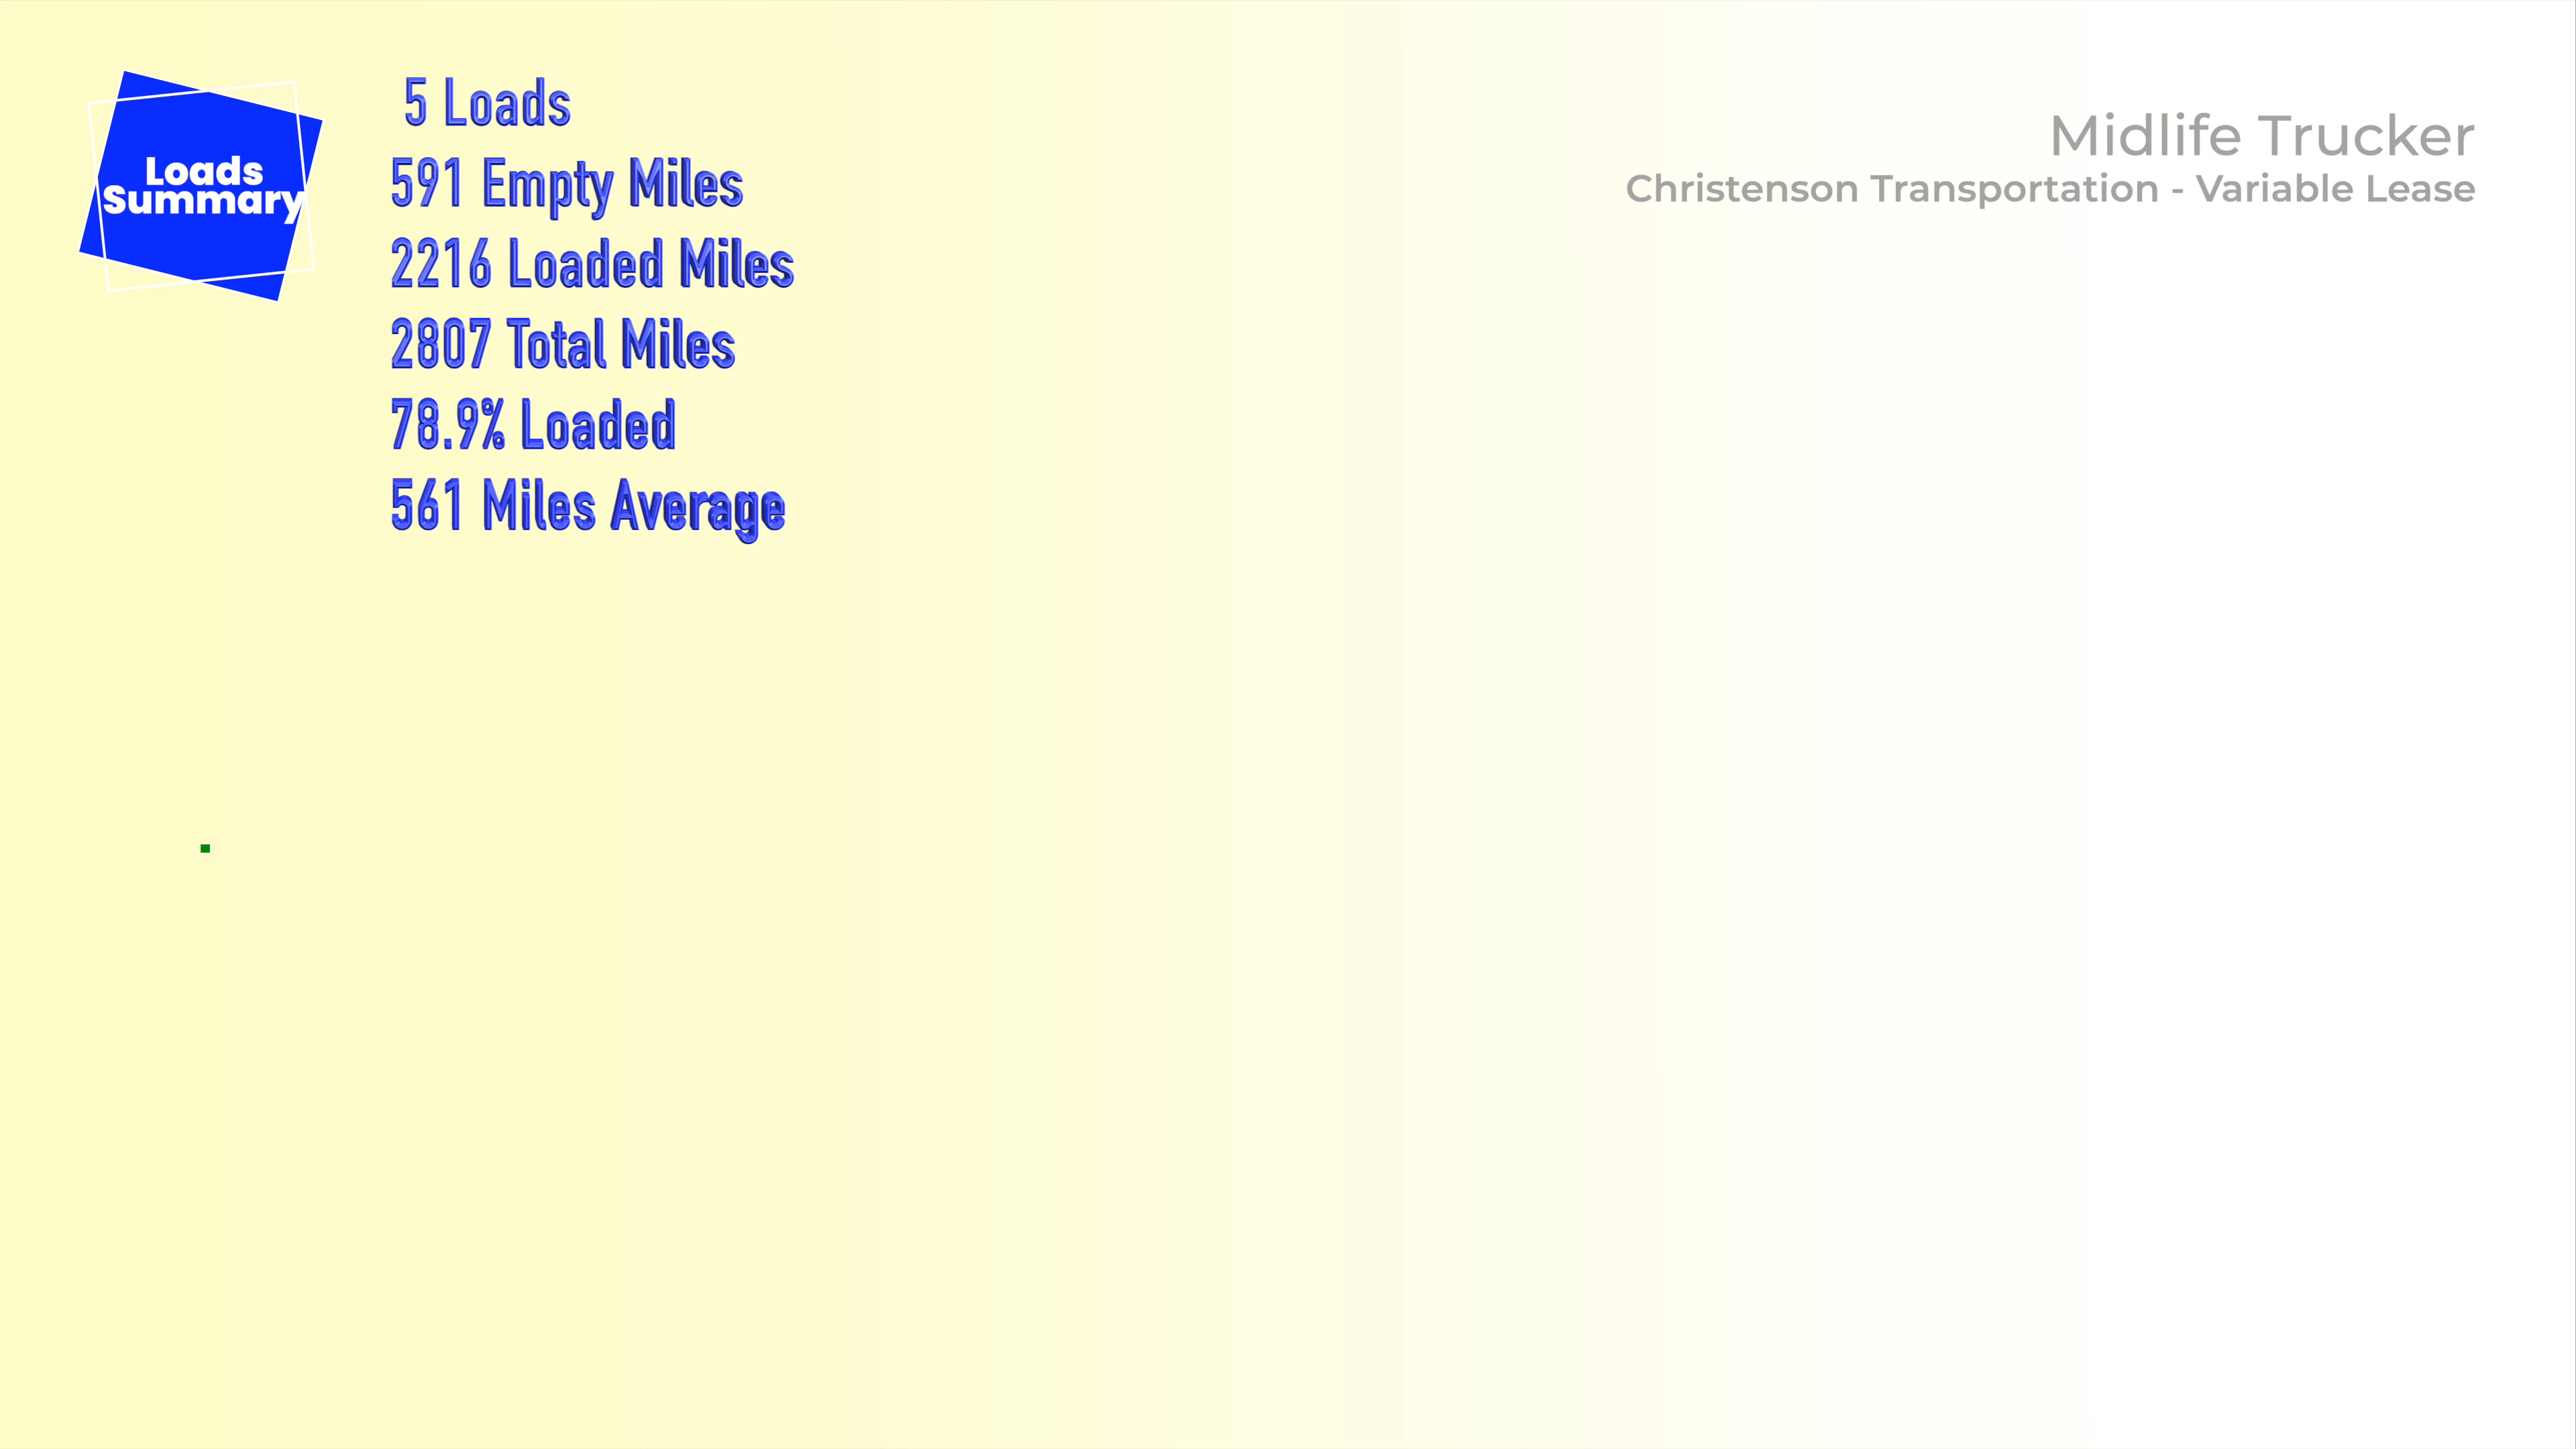 Loads
Summary
5 Loads
591 Empty Miles
2216 Loaded Miles
2807 Total Miles
78.9% Loaded
561 Miles Average
Midlife Trucker
Christenson Transportation - Variable Lease